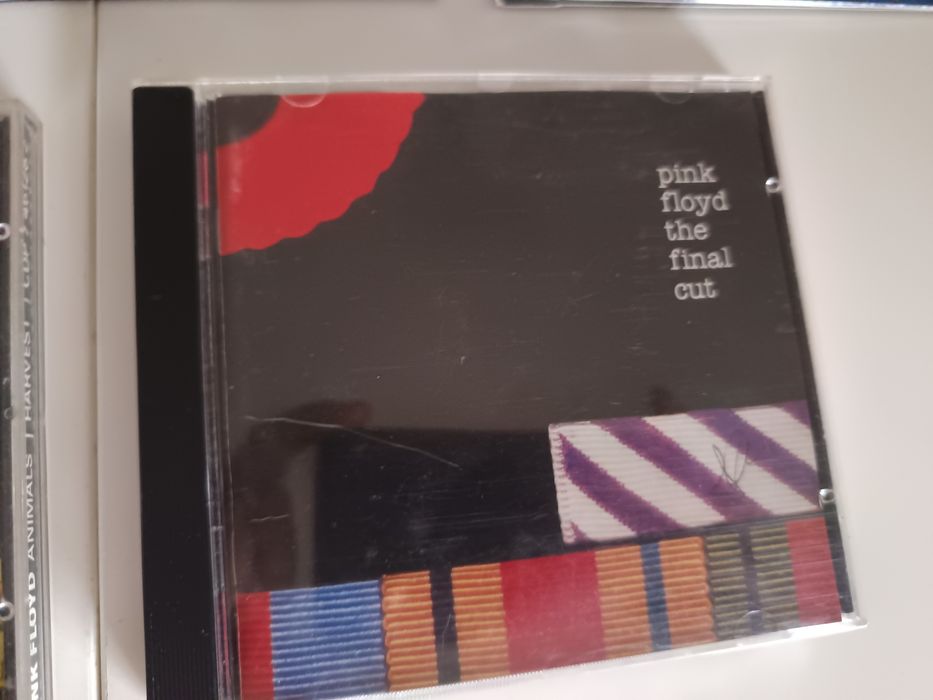 pink
floyd
the
final
cut
NK FLOYD ANIMALS / HARVEST /